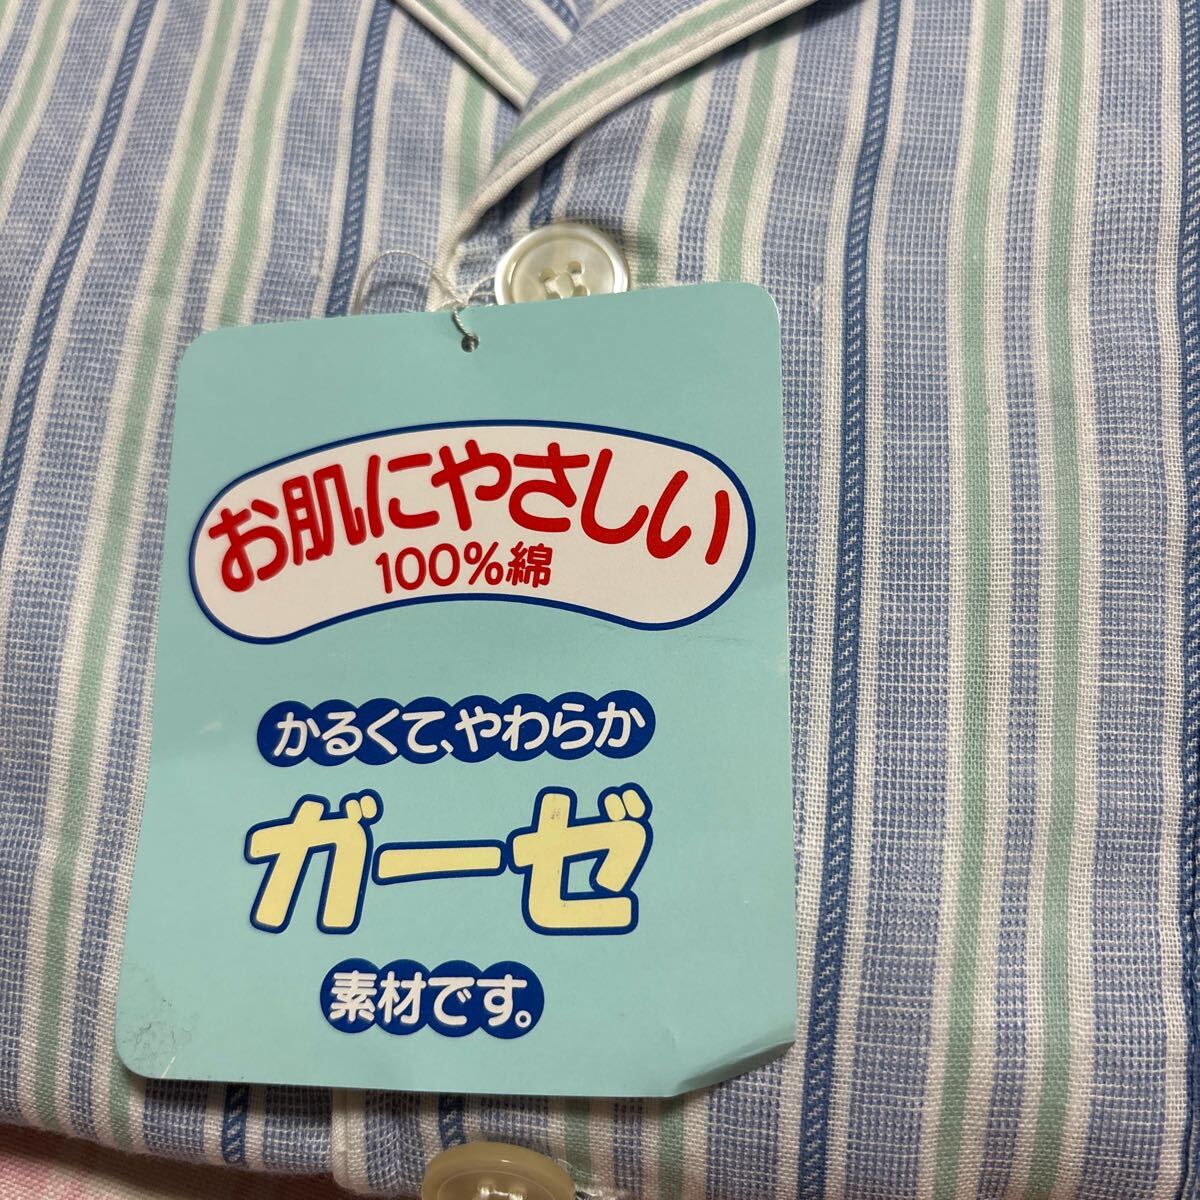 お肌にやさしい
100%綿
かるくて、やわらか
ガーゼ
素材です。